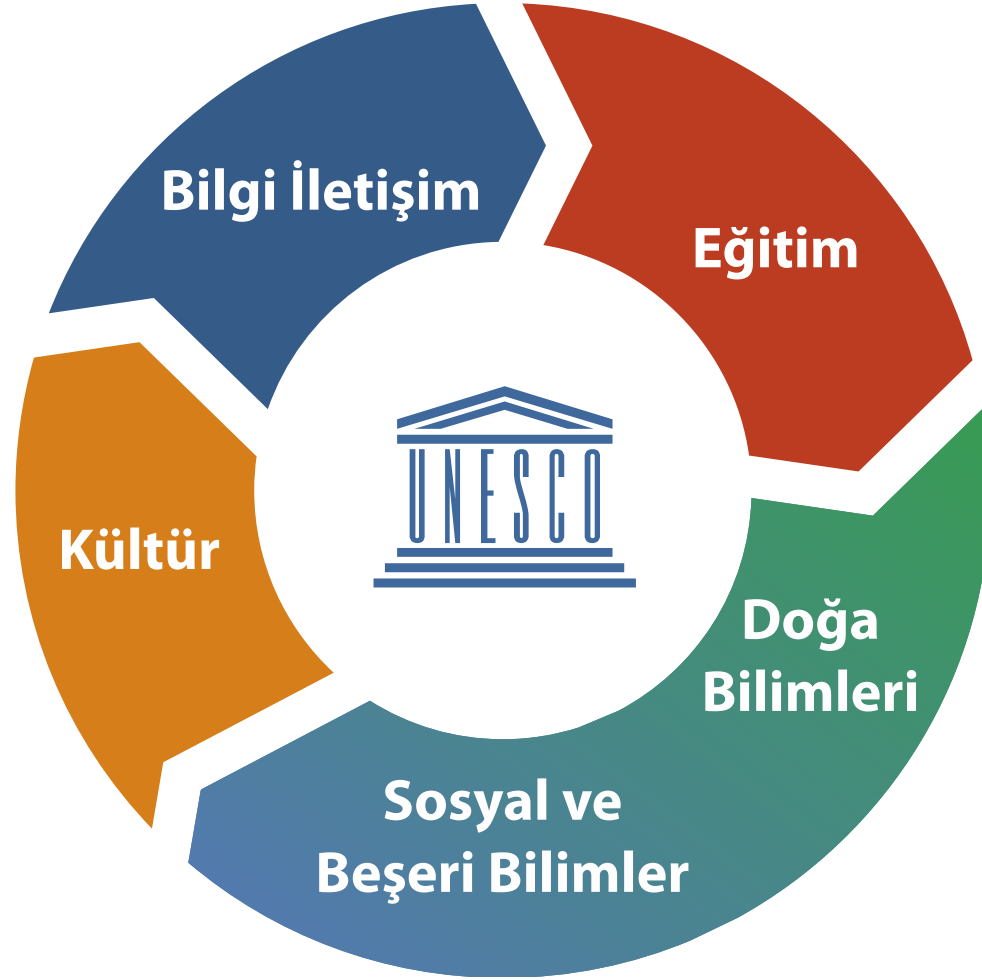 Bilgi İletişim
Eğitim
UNESCO
Kültür
Doğa
Bilimleri
Sosyal ve
Beşeri Bilimler